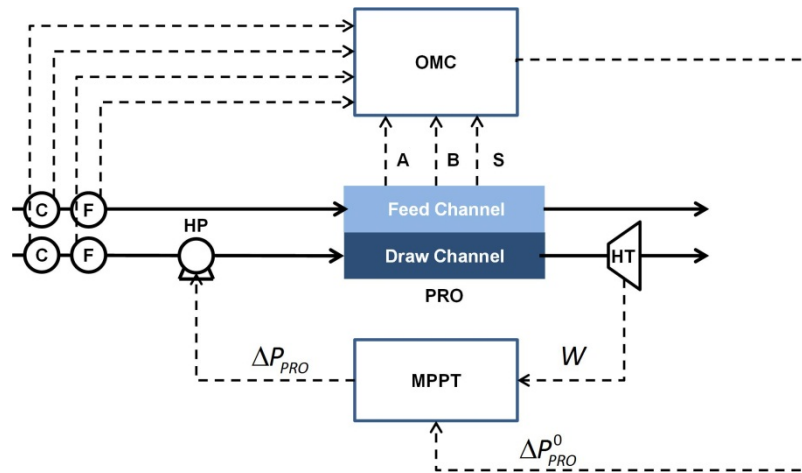 OMC
A B S
C F Feed Channel
HP
C F Draw Channel HT
PRO
ΔP_PRO MPPT W
ΔP⁰_PRO